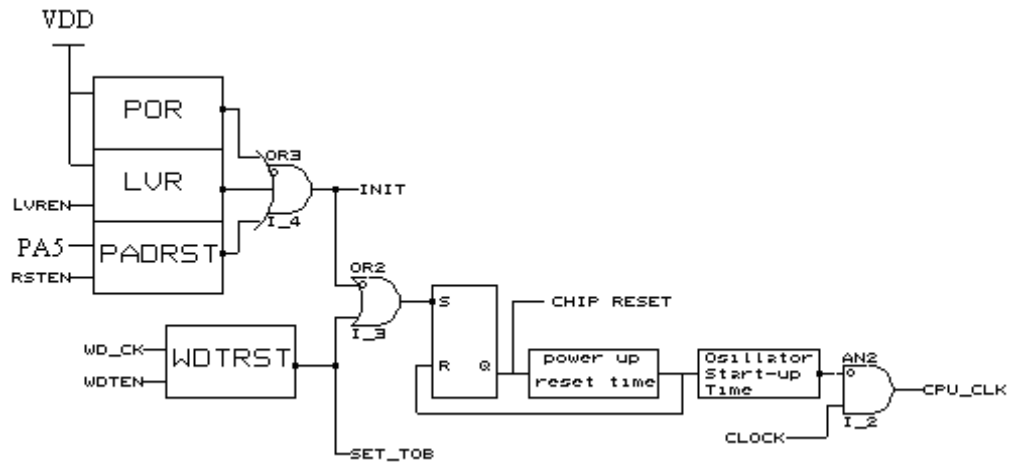 VDD
POR
OR3
LVR
INIT
LVREN
I_4
PA5
PADRST
RSTEN
OR2
S
CHIP RESET
I_3
WD_CK
WDTRST
WDTEN
R
Q
power up
reset time
Osillator
Start-up
Time
AN2
CPU_CLK
I_2
CLOCK
SET_TOB